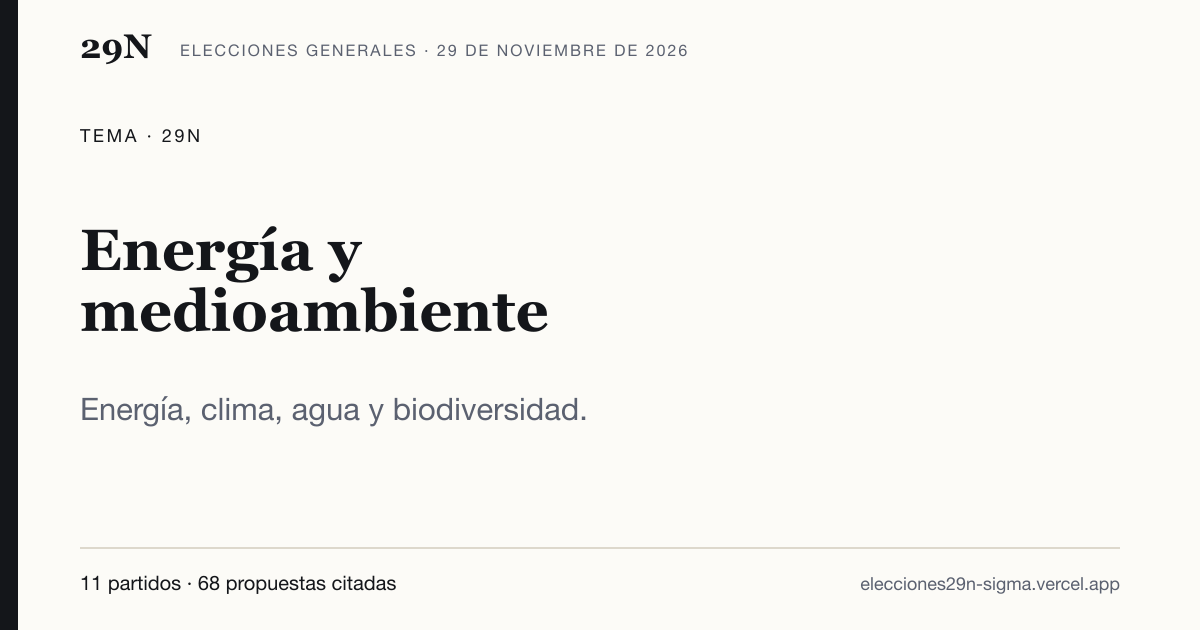 29N ELECCIONES GENERALES · 29 DE NOVIEMBRE DE 2026
TEMA · 29N
Energía y
medioambiente
Energía, clima, agua y biodiversidad.
11 partidos · 68 propuestas citadas
elecciones29n-sigma.vercel.app